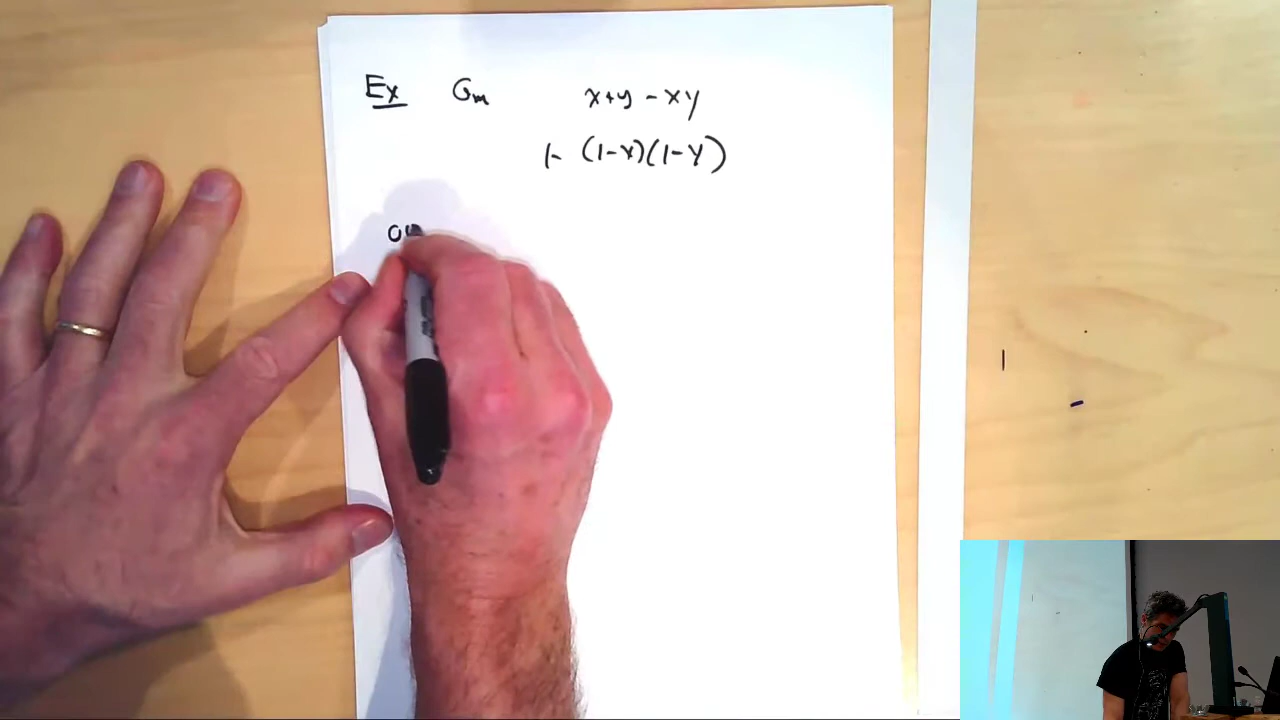 Ex Gm x+y - xy
1- (1-x)(1-y)